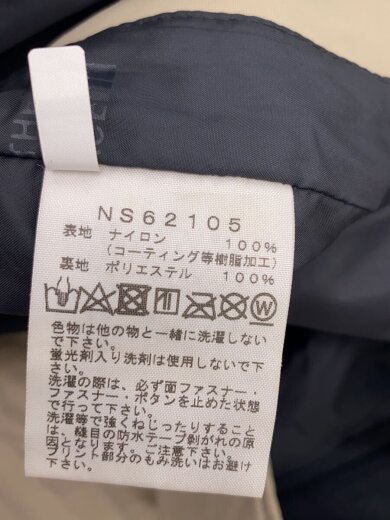 NS62105
表地 ナイロン 100%
(コーティング等樹脂加工)
裏地 ポリエステル 100%
W
色物は他の物と一緒に洗濯しない
で下さい。
蛍光剤入り洗剤は使用しないで下
さい。
洗濯の際は、必ず面ファスナー・
ファスナー・ボタンを止めた状態
で行って下さい。
洗濯等で強くねじったりすること
は、縫目の防水テープ剥がれの原
因となります。ご注意下さい。
プリント部分のもみ洗いはお避け
下さい。